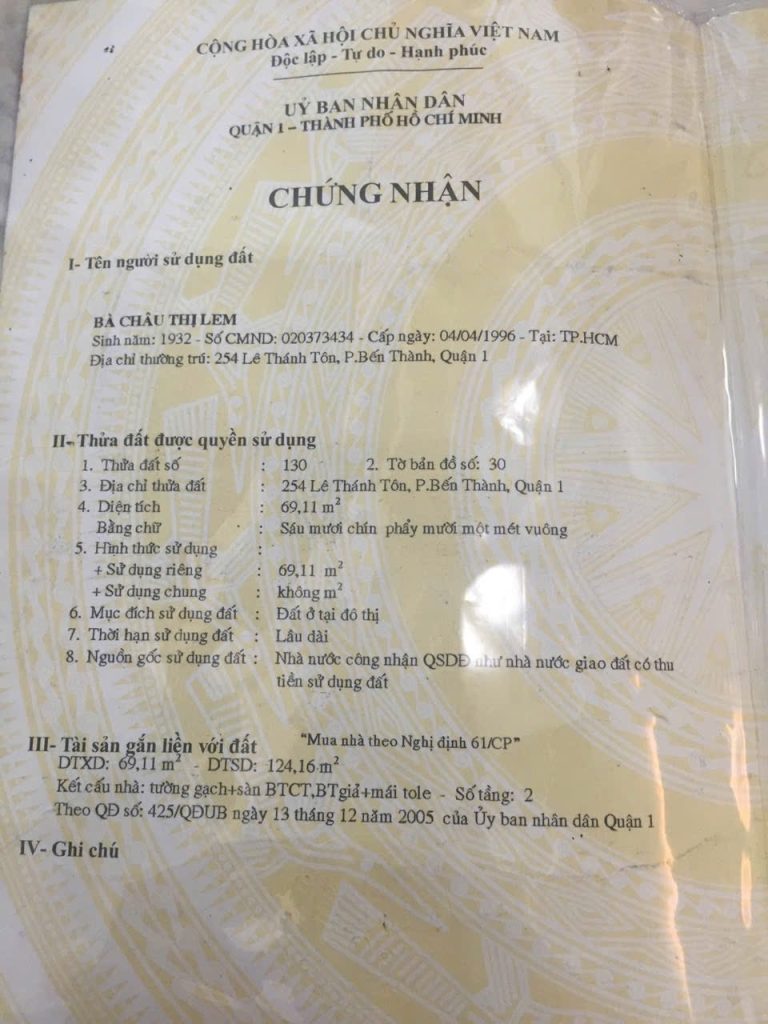 CỘNG HÒA XÃ HỘI CHỦ NGHĨA VIỆT NAM
Độc lập - Tự do - Hạnh phúc
UỶ BAN NHÂN DÂN
QUẬN 1 – THÀNH PHỐ HỒ CHÍ MINH
CHỨNG NHẬN
I- Tên người sử dụng đất
BÀ CHÂU THỊ LEM
Sinh năm: 1932 - Số CMND: 020373434 - Cấp ngày: 04/04/1996 - Tại: TP.HCM
Địa chỉ thường trú: 254 Lê Thánh Tôn, P.Bến Thành, Quận 1
II- Thửa đất được quyền sử dụng
1. Thửa đất số : 130 2. Tờ bản đồ số: 30
3. Địa chỉ thửa đất : 254 Lê Thánh Tôn, P.Bến Thành, Quận 1
4. Diện tích : 69,11 m²
Bằng chữ : Sáu mươi chín phẩy mười một mét vuông
5. Hình thức sử dụng :
+ Sử dụng riêng : 69,11 m²
+ Sử dụng chung : không m²
6. Mục đích sử dụng đất : Đất ở tại đô thị
7. Thời hạn sử dụng đất : Lâu dài
8. Nguồn gốc sử dụng đất : Nhà nước công nhận QSDĐ như nhà nước giao đất có thu
tiền sử dụng đất
III- Tài sản gắn liền với đất "Mua nhà theo Nghị định 61/CP"
DTXD: 69,11 m² - DTSD: 124,16 m²
Kết cấu nhà: tường gạch+sàn BTCT,BTgiả+mái tole - Số tầng: 2
Theo QĐ số: 425/QĐUB ngày 13 tháng 12 năm 2005 của Ủy ban nhân dân Quận 1
IV- Ghi chú